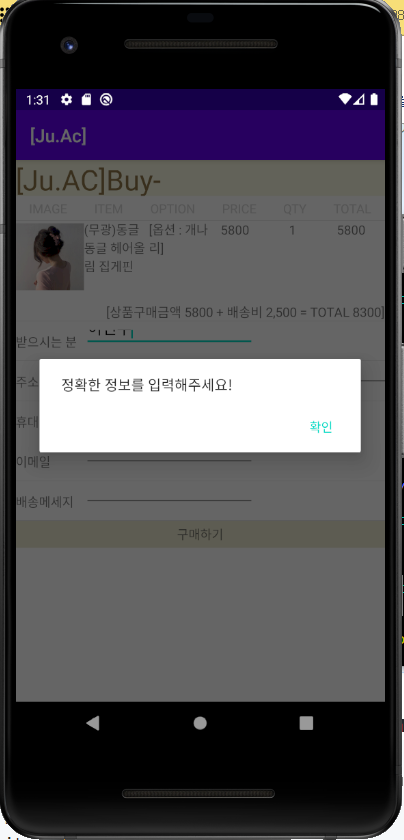 1:31
[Ju.Ac]
[Ju.AC]Buy-
IMAGE ITEM OPTION PRICE QTY TOTAL
(무광)동글 [옵션 : 개나 5800 1 5800
동글 헤어올 리]
림 집게핀
[상품구매금액 5800 + 배송비 2,500 = TOTAL 8300]
받으시는 분
주소
정확한 정보를 입력해주세요!
휴대
확인
이메일
배송메세지
구매하기